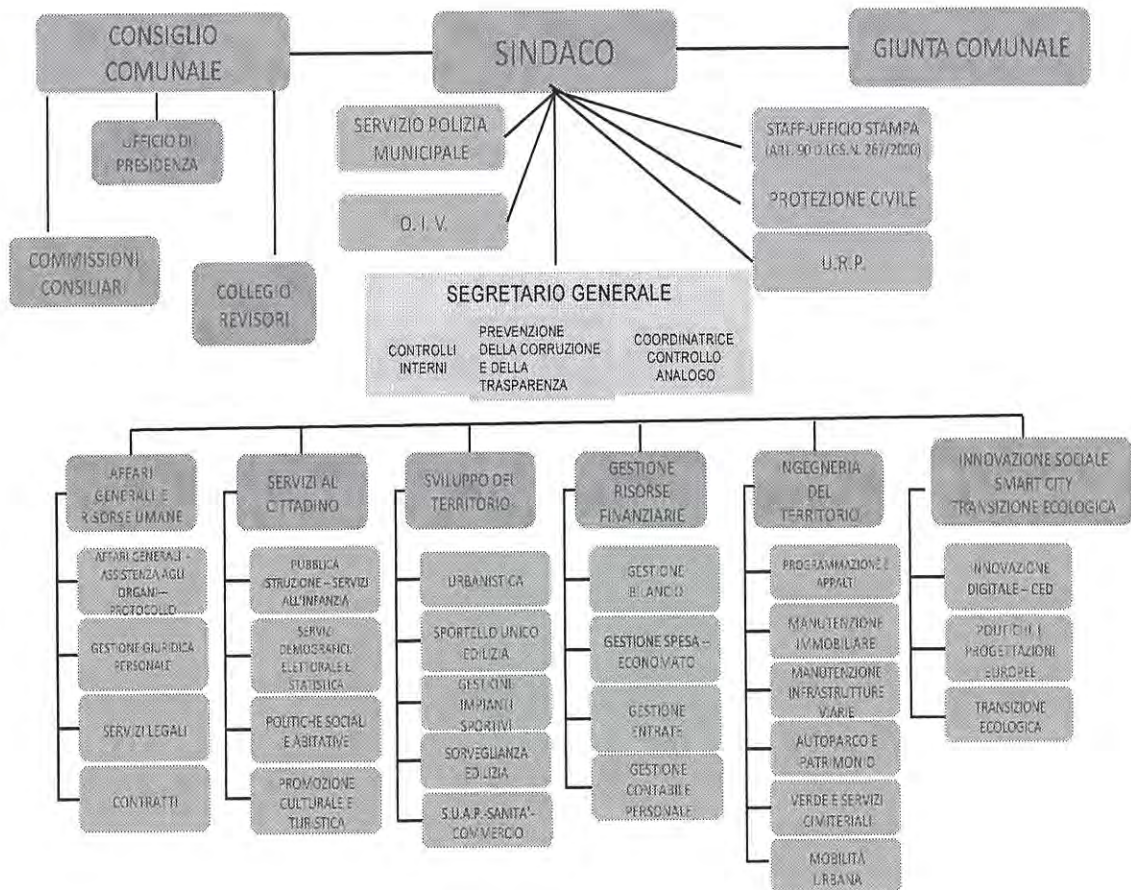 CONSIGLIO
COMUNALE
SINDACO
GIUNTA COMUNALE
UFFICIO DI
PRESIDENZA
COMMISSIONI
CONSILIARI
COLLEGIO
REVISORI
SERVIZIO POLIZIA
MUNICIPALE
O. I. V.
STAFF-UFFICIO STAMPA
(ART. 90 D.LGS.N. 267/2000)
PROTEZIONE CIVILE
U.R.P.
SEGRETARIO GENERALE
CONTROLLI
INTERNI
PREVENZIONE
DELLA CORRUZIONE
E DELLA
TRASPARENZA
COORDINATRICE
CONTROLLO
ANALOGO
AFFARI
GENERALI E
RISORSE UMANE
AFFARI GENERALI -
ASSISTENZA AGLI
ORGANI—
PROTOCOLLO
GESTIONE GIURIDICA
PERSONALE
SERVIZI LEGALI
CONTRATTI
SERVIZI AL
CITTADINO
PUBBLICA
ISTRUZIONE – SERVIZI
ALL'INFANZIA
SERVIZI
DEMOGRAFICI,
ELETTORALE E
STATISTICA
POLITICHE SOCIALI
E ABITATIVE
PROMOZIONE
CULTURALE E
TURISTICA
SVILUPPO DEL
TERRITORIO
URBANISTICA
SPORTELLO UNICO
EDILIZIA
GESTIONE
IMPIANTI
SPORTIVI
SORVEGLIANZA
EDILIZIA
S.U.A.P.-SANITA'-
COMMERCIO
GESTIONE
RISORSE
FINANZIARIE
GESTIONE
BILANCIO
GESTIONE SPESA –
ECONOMATO
GESTIONE
ENTRATE
GESTIONE
CONTABILE
PERSONALE
INGEGNERIA
DEL
TERRITORIO
PROGRAMMAZIONE E
APPALTI
MANUTENZIONE
IMMOBILIARE
MANUTENZIONE
INFRASTRUTTURE
VIARIE
AUTOPARCO E
PATRIMONIO
VERDE E SERVIZI
CIMITERIALI
MOBILITÀ
URBANA
INNOVAZIONE SOCIALE
SMART CITY
TRANSIZIONE ECOLOGICA
INNOVAZIONE
DIGITALE – CED
POLITICHE E
PROGETTAZIONI
EUROPEE
TRANSIZIONE
ECOLOGICA